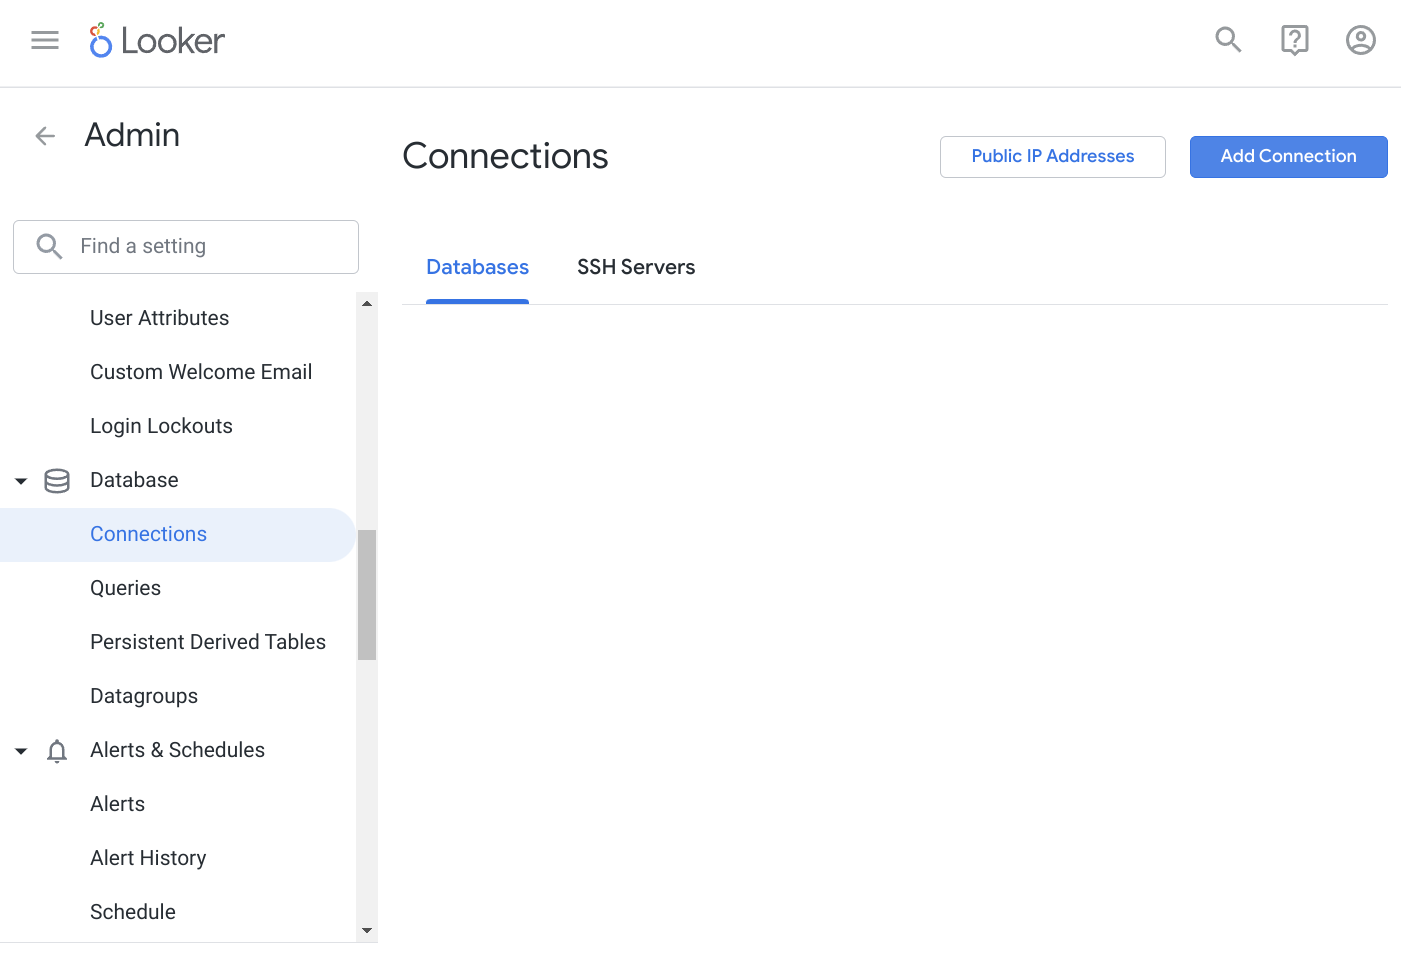 Looker
Admin
Connections
Public IP Addresses
Add Connection
Find a setting
Databases
SSH Servers
User Attributes
Custom Welcome Email
Login Lockouts
Database
Connections
Queries
Persistent Derived Tables
Datagroups
Alerts & Schedules
Alerts
Alert History
Schedule